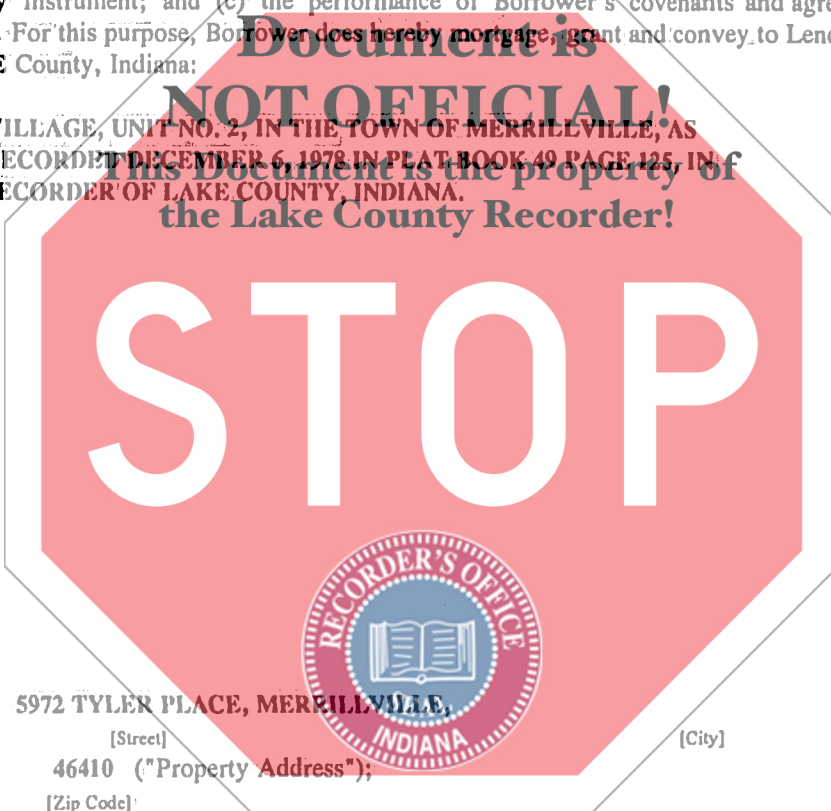 Instrument; and (c) the performance of Borrower's covenants and agre
. For this purpose, Borrower does hereby mortgage, grant and convey to Lend
County, Indiana:
Document is
NOT OFFICIAL!
This Document is the property of
the Lake County Recorder!
ILLAGE, UNIT NO. 2, IN THE TOWN OF MERRILLVILLE, AS
ECORDED DECEMBER 6, 1978 IN PLAT BOOK 49 PAGE 125, IN
ECORDER OF LAKE COUNTY, INDIANA.
STOP
RECORDER'S OFFICE
INDIANA
5972 TYLER PLACE, MERRILLVILLE,
[Street]
[City]
46410 ("Property Address");
[Zip Code]